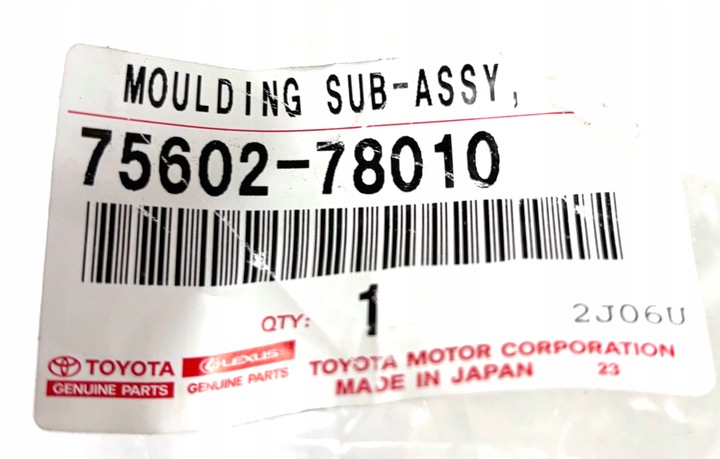 MOULDING SUB-ASSY,
75602-78010
QTY: 1
2J06U
TOYOTA
GENUINE PARTS
LEXUS
GENUINE PARTS
TOYOTA MOTOR CORPORATION
MADE IN JAPAN 23